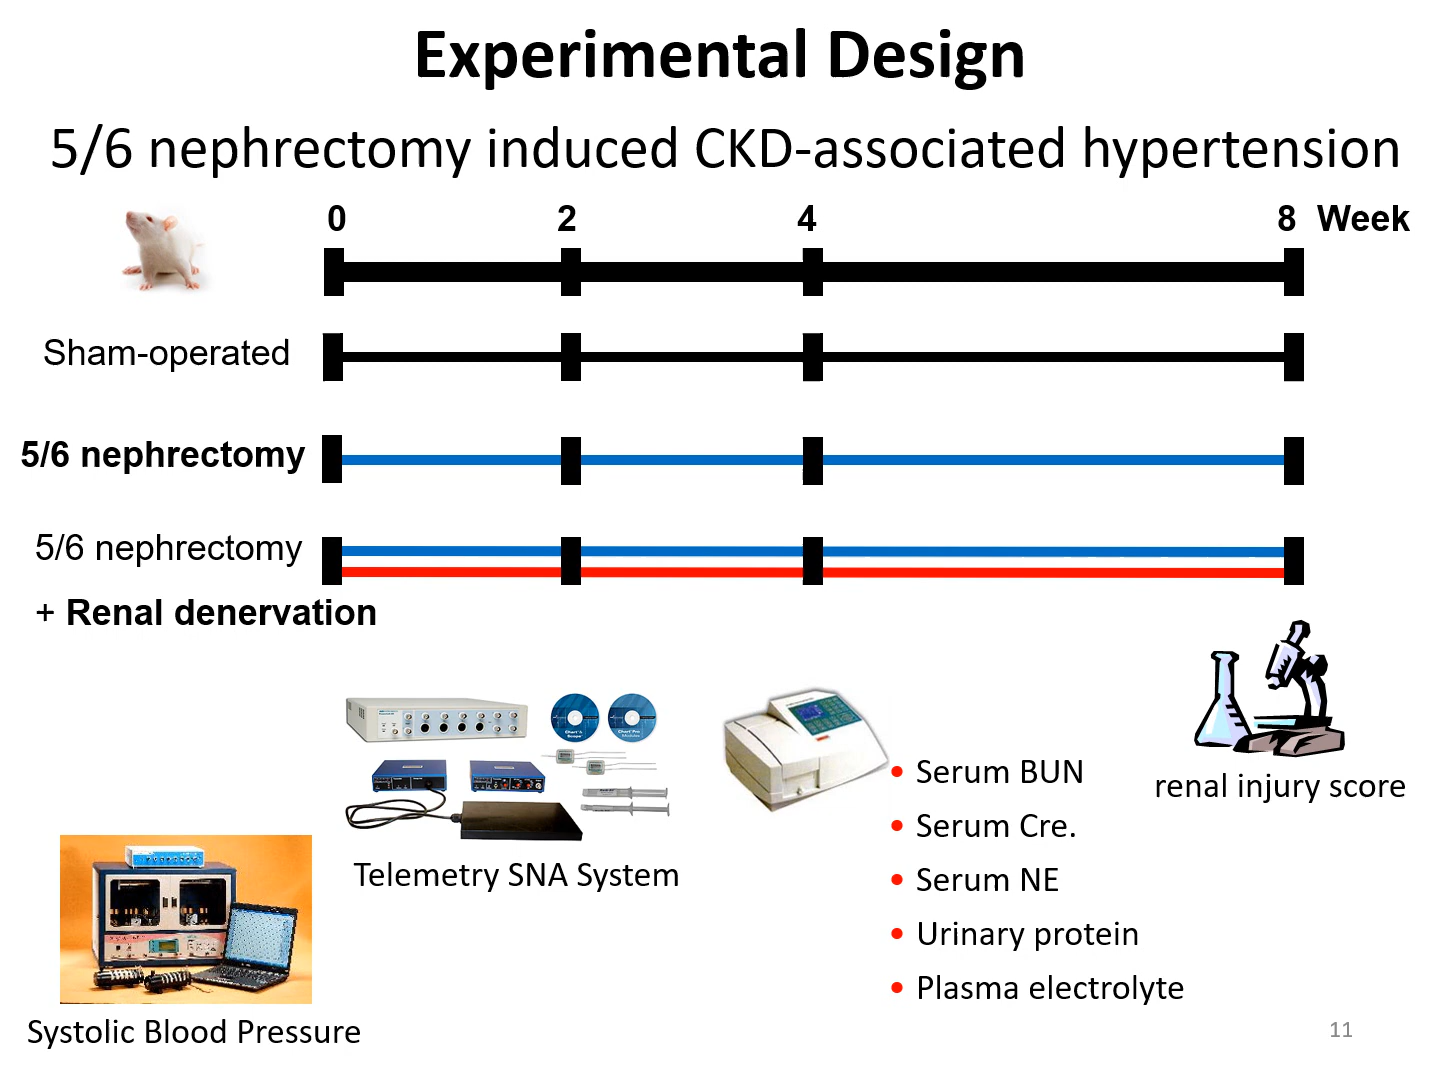 Experimental Design
5/6 nephrectomy induced CKD-associated hypertension
0 2 4 8 Week
Sham-operated
5/6 nephrectomy
5/6 nephrectomy
+ Renal denervation
Telemetry SNA System
Systolic Blood Pressure
• Serum BUN
• Serum Cre.
• Serum NE
• Urinary protein
• Plasma electrolyte
renal injury score
11